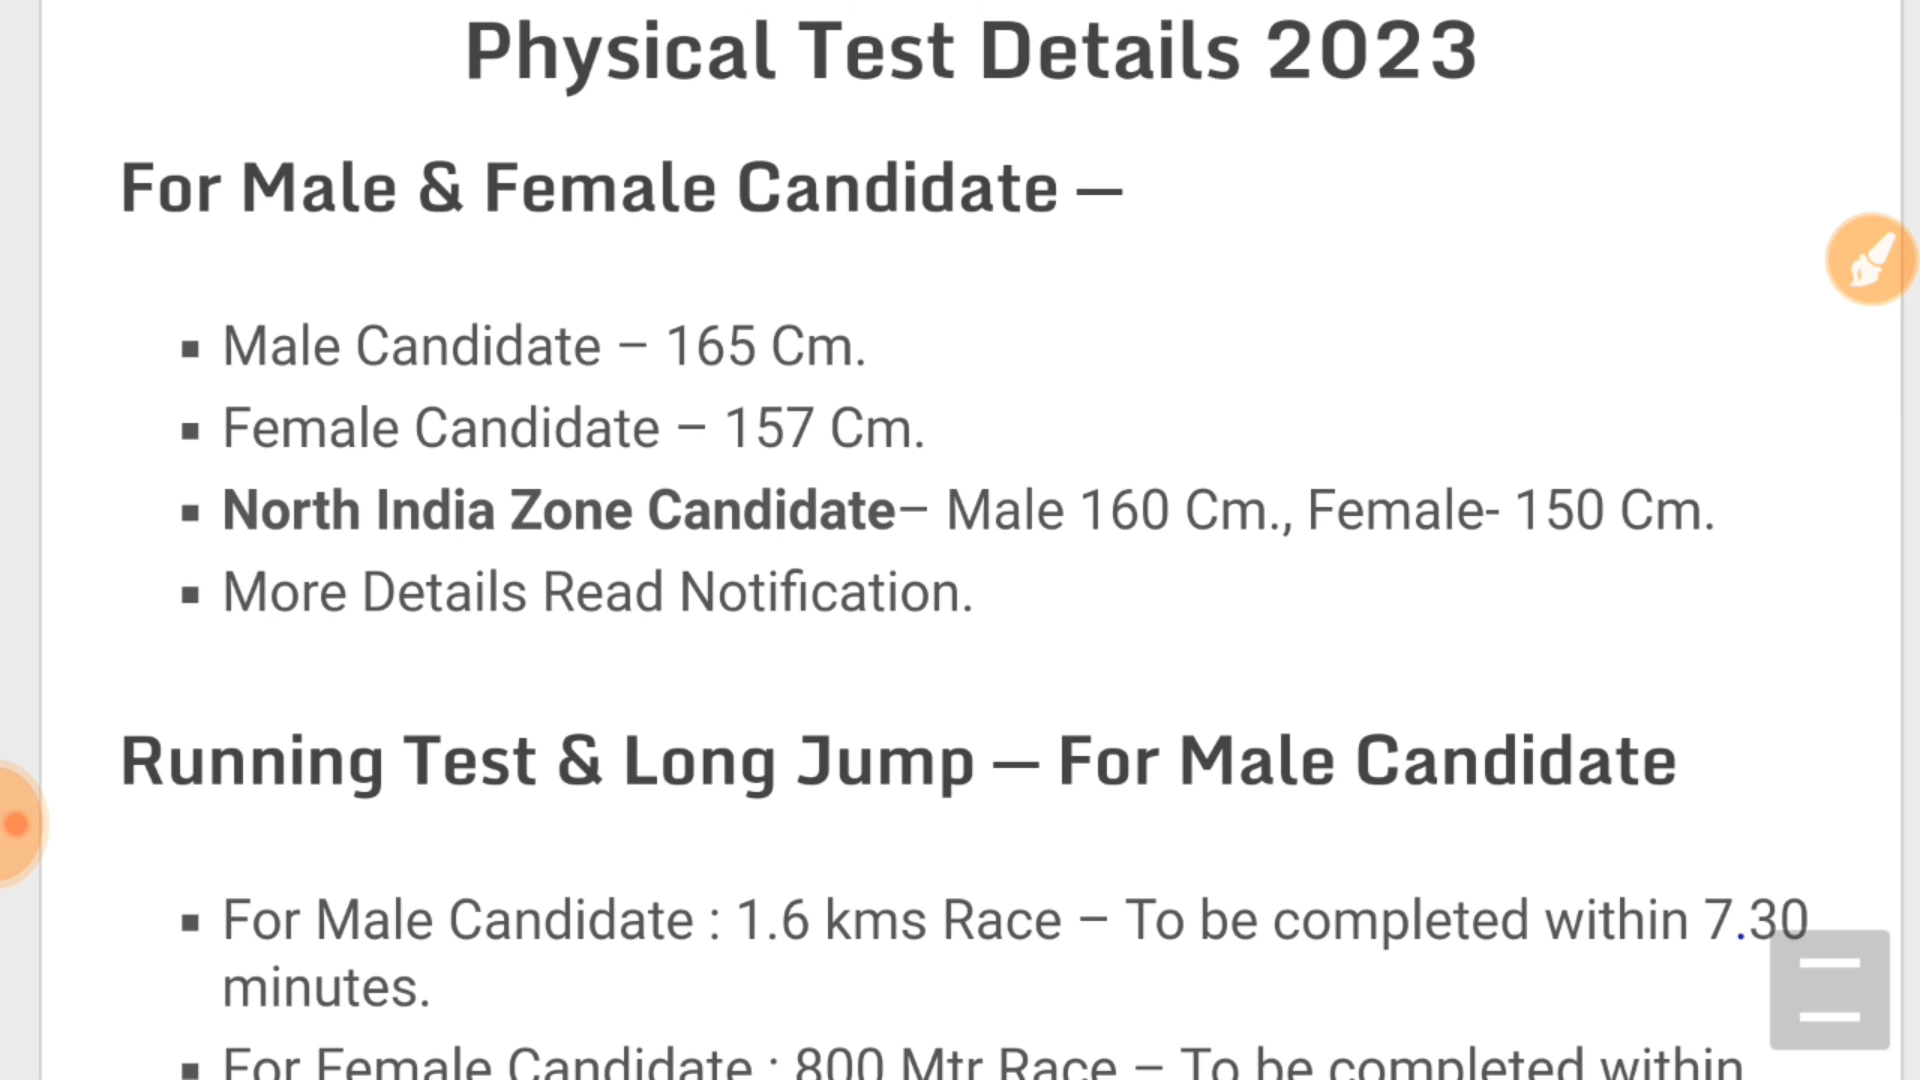 Physical Test Details 2023
For Male & Female Candidate —
▪ Male Candidate – 165 Cm.
▪ Female Candidate – 157 Cm.
▪ North India Zone Candidate– Male 160 Cm., Female- 150 Cm.
▪ More Details Read Notification.
Running Test & Long Jump — For Male Candidate
▪ For Male Candidate : 1.6 kms Race – To be completed within 7.30
minutes.
▪ For Female Candidate : 800 Mtr Race – To be completed within